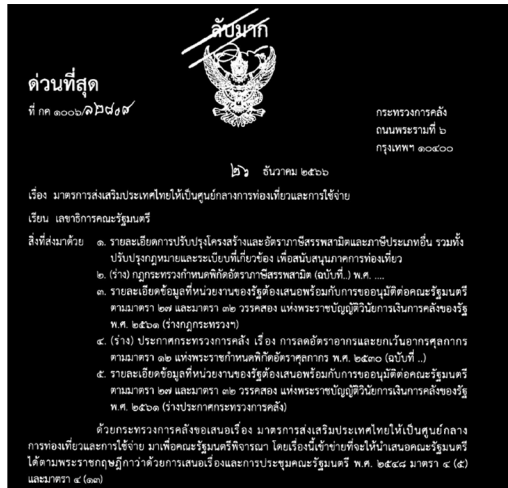 ลับมาก
ด่วนที่สุด
ที่ กค ๑๐๐๖/
กระทรวงการคลัง
ถนนพระรามที่ ๖
กรุงเทพฯ ๑๐๔๐๐
ธันวาคม ๒๕๖๖
เรื่อง มาตรการส่งเสริมประเทศไทยให้เป็นศูนย์กลางการท่องเที่ยวและการใช้จ่าย
เรียน เลขาธิการคณะรัฐมนตรี
สิ่งที่ส่งมาด้วย ๑. รายละเอียดการปรับปรุงโครงสร้างและอัตราภาษีสรรพสามิตและภาษีประเภทอื่น รวมทั้ง
ปรับปรุงกฎหมายและระเบียบที่เกี่ยวข้อง เพื่อสนับสนุนภาคการท่องเที่ยว
๒. (ร่าง) กฎกระทรวงกำหนดพิกัดอัตราภาษีสรรพสามิต (ฉบับที่..) พ.ศ. ....
๓. รายละเอียดข้อมูลที่หน่วยงานของรัฐต้องเสนอพร้อมกับการขออนุมัติต่อคณะรัฐมนตรี
ตามมาตรา ๒๗ และมาตรา ๓๒ วรรคสอง แห่งพระราชบัญญัติวินัยการเงินการคลังของรัฐ
พ.ศ. ๒๕๖๑ (ร่างกฎกระทรวงฯ)
๔. (ร่าง) ประกาศกระทรวงการคลัง เรื่อง การลดอัตราอากรและยกเว้นอากรศุลกากร
ตามมาตรา ๑๒ แห่งพระราชกำหนดพิกัดอัตราศุลกากร พ.ศ. ๒๕๓๐ (ฉบับที่ ..)
๕. รายละเอียดข้อมูลที่หน่วยงานของรัฐต้องเสนอพร้อมกับการขออนุมัติต่อคณะรัฐมนตรี
ตามมาตรา ๒๗ และมาตรา ๓๒ วรรคสอง แห่งพระราชบัญญัติวินัยการเงินการคลังของรัฐ
พ.ศ. ๒๕๖๑ (ร่างประกาศกระทรวงการคลัง)
ด้วยกระทรวงการคลังขอเสนอเรื่อง มาตรการส่งเสริมประเทศไทยให้เป็นศูนย์กลาง
การท่องเที่ยวและการใช้จ่าย มาเพื่อคณะรัฐมนตรีพิจารณา โดยเรื่องนี้เข้าข่ายที่จะให้นำเสนอคณะรัฐมนตรี
ได้ตามพระราชกฤษฎีกาว่าด้วยการเสนอเรื่องและการประชุมคณะรัฐมนตรี พ.ศ. ๒๕๔๘ มาตรา ๔ (๕)
และมาตรา ๔ (๑๓)